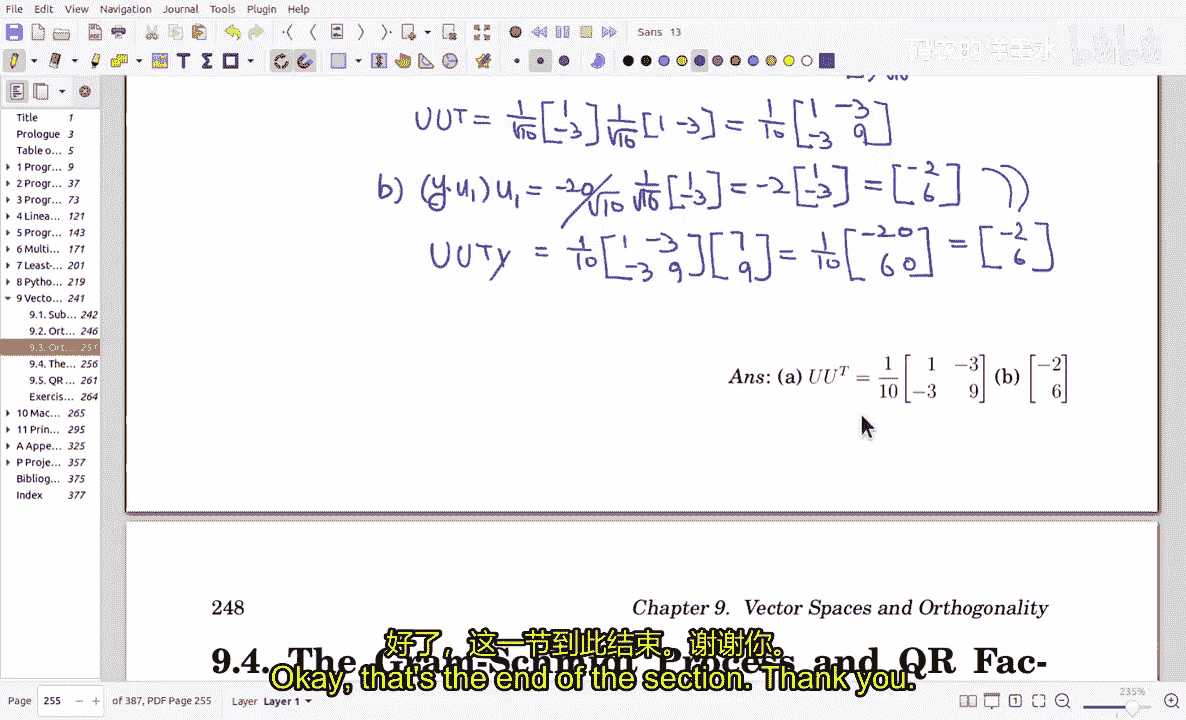 File Edit View Navigation Journal Tools Plugin Help
Sans 13
Title 1
Prologue 3
Table o... 5
1 Progr... 9
2 Progr... 37
3 Progr... 73
4 Linea... 121
5 Progr... 143
6 Multi... 171
7 Least-... 201
8 Pytho... 219
9 Vecto... 241
9.1. Sub... 242
9.2. Ort... 246
9.3. Ort... 251
9.4. The... 256
9.5. QR ... 261
Exercis... 264
10 Mac... 265
11 Prin... 295
A Appe... 325
P Proje... 357
Bibliog... 375
Index 377
UUT = 1/√10 [1 -3] 1/√10 [1 -3] = 1/10 [1 -3 -3 9]
b) (y·u₁) u₁ = -20/√10 1/√10 [1 -3] = -2 [1 -3] = [-2 6]
UUTy = 1/10 [1 -3 -3 9] [7 9] = 1/10 [-20 60] = [-2 6]
Ans: (a) UUᵀ = 1/10 [1 -3 -3 9] (b) [-2 6]
248 Chapter 9. Vector Spaces and Orthogonality
9.4. The Gram-Schmidt Process and QR Fac-
好了，这一节到此结束。谢谢你。
Okay, that's the end of the section. Thank you.
Page 255 of 387, PDF Page 255 Layer Layer 1 235%